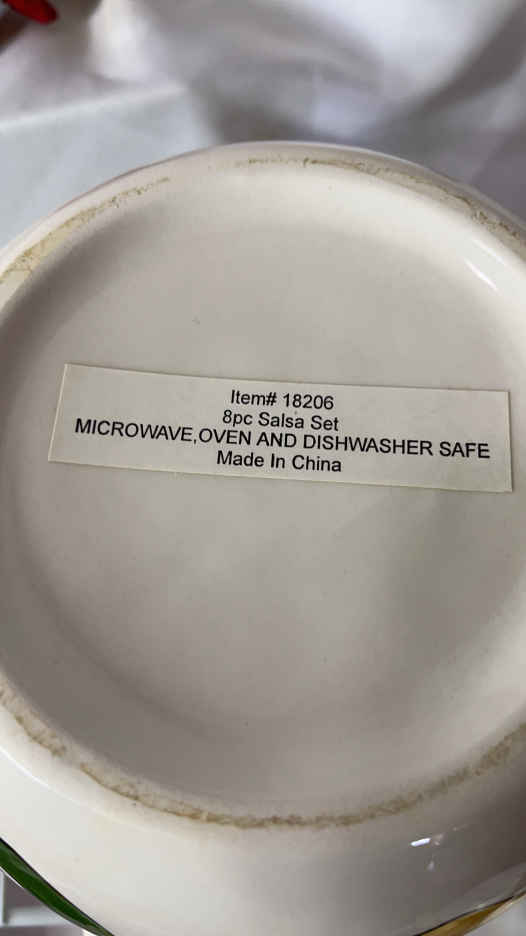 Item# 18206
8pc Salsa Set
MICROWAVE,OVEN AND DISHWASHER SAFE
Made In China